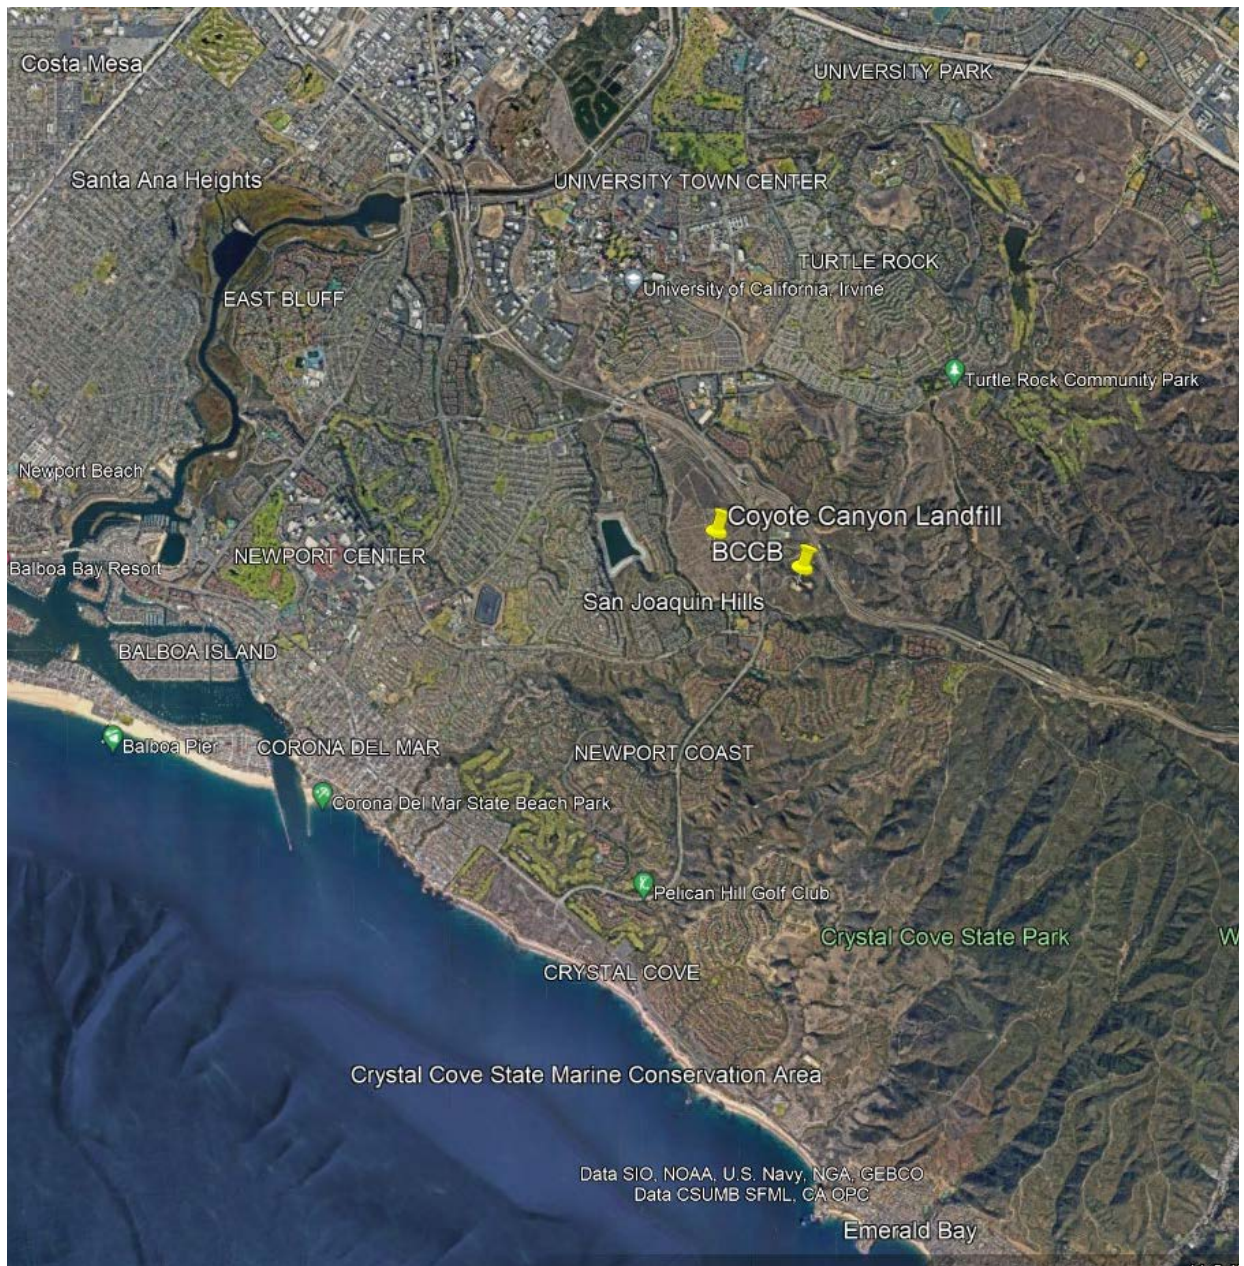 Costa Mesa
UNIVERSITY PARK
Santa Ana Heights
UNIVERSITY TOWN CENTER
TURTLE ROCK
EAST BLUFF
University of California, Irvine
Turtle Rock Community Park
Newport Beach
Coyote Canyon Landfill
NEWPORT CENTER
BCCB
Balboa Bay Resort
San Joaquin Hills
BALBOA ISLAND
Balboa Pier
CORONA DEL MAR
NEWPORT COAST
Corona Del Mar State Beach Park
Pelican Hill Golf Club
Crystal Cove State Park
W
CRYSTAL COVE
Crystal Cove State Marine Conservation Area
Data SIO, NOAA, U.S. Navy, NGA, GEBCO
Data CSUMB SFML, CA OPC
Emerald Bay